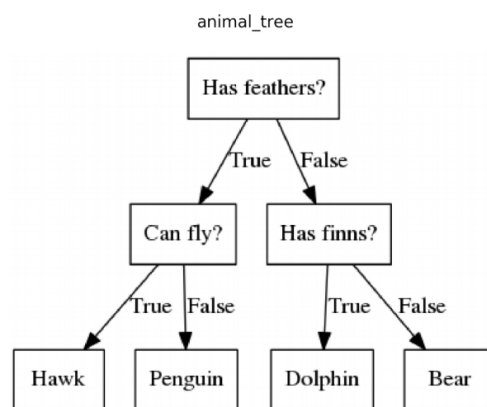 animal_tree
Has feathers?
True
False
Can fly?
Has finns?
True
False
True
False
Hawk
Penguin
Dolphin
Bear